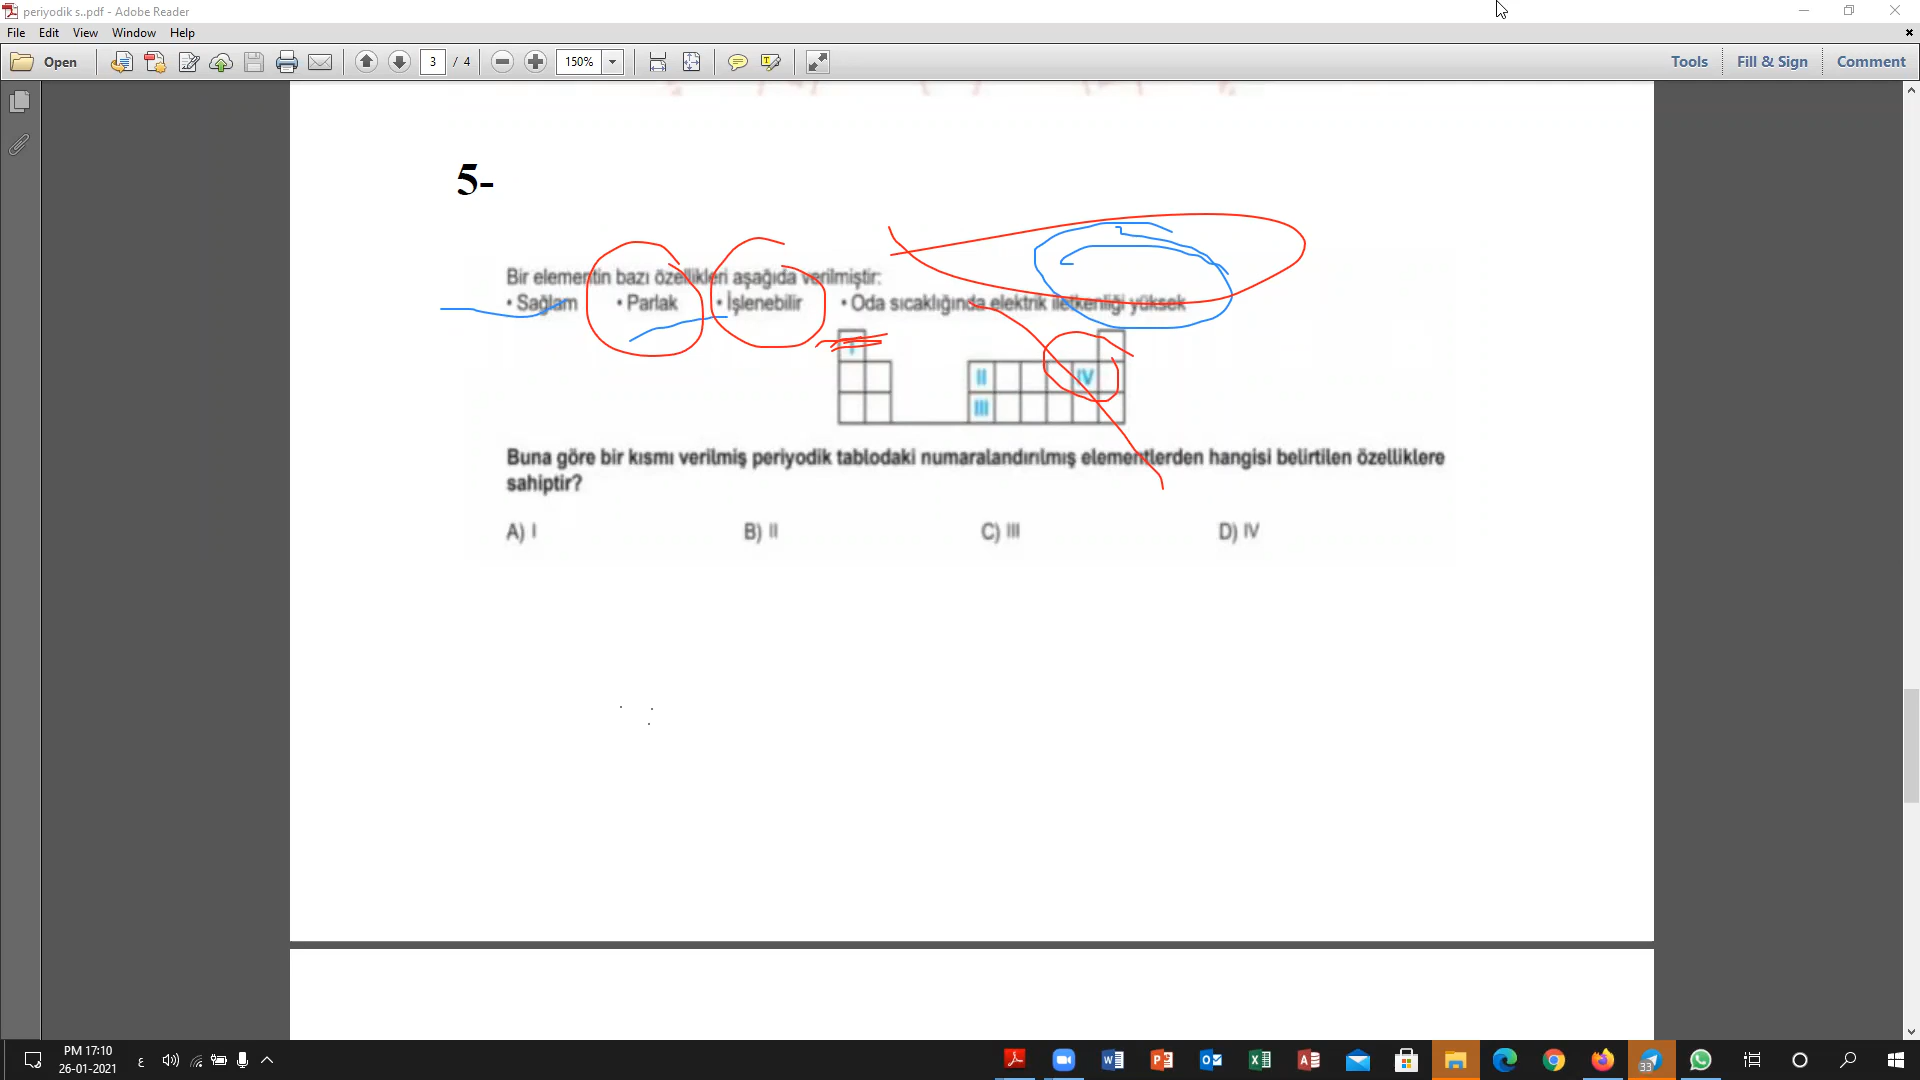 periyodik s..pdf - Adobe Reader
File Edit View Window Help
Open 3 / 4 150% Tools Fill & Sign Comment
5-
Bir elementin bazı özellikleri aşağıda verilmiştir:
• Sağlam • Parlak • İşlenebilir • Oda sıcaklığında elektrik iletkenliği yüksek
I
II IV
III
Buna göre bir kısmı verilmiş periyodik tablodaki numaralandırılmış elementlerden hangisi belirtilen özelliklere
sahiptir?
A) I B) II C) III D) IV
PM 17:10
26-01-2021
ع
33